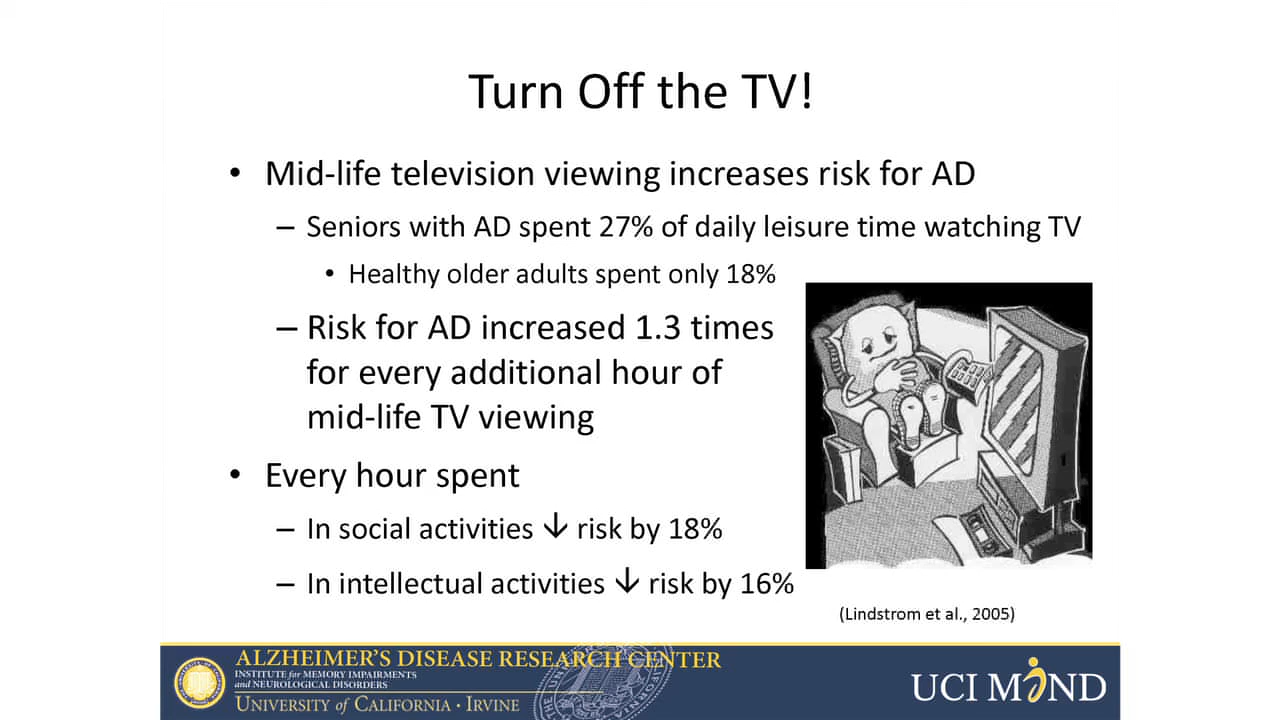 Turn Off the TV!
• Mid-life television viewing increases risk for AD
– Seniors with AD spent 27% of daily leisure time watching TV
• Healthy older adults spent only 18%
– Risk for AD increased 1.3 times
for every additional hour of
mid-life TV viewing
• Every hour spent
– In social activities ↓ risk by 18%
– In intellectual activities ↓ risk by 16%
(Lindstrom et al., 2005)
ALZHEIMER'S DISEASE RESEARCH CENTER
INSTITUTE for MEMORY IMPAIRMENTS
and NEUROLOGICAL DISORDERS
UNIVERSITY of CALIFORNIA · IRVINE
UCI MIND